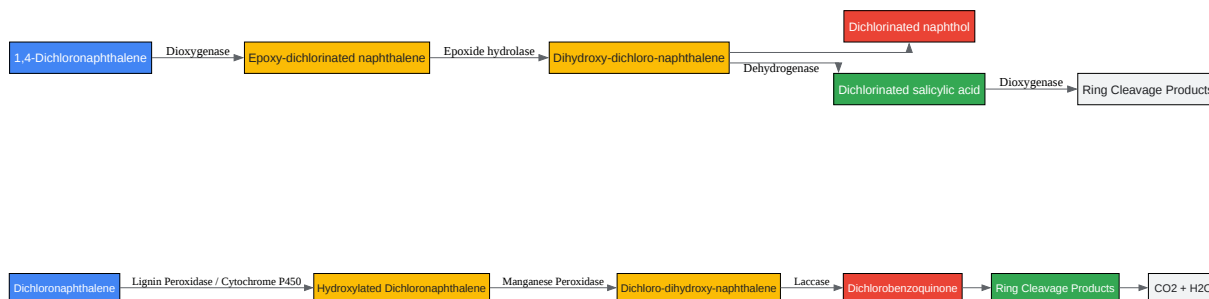 Dichlorinated naphthol
1,4-Dichloronaphthalene
Dioxygenase
Epoxy-dichlorinated naphthalene
Epoxide hydrolase
Dihydroxy-dichloro-naphthalene
Dehydrogenase
Dichlorinated salicylic acid
Dioxygenase
Ring Cleavage Products
Dichloronaphthalene
Lignin Peroxidase / Cytochrome P450
Hydroxylated Dichloronaphthalene
Manganese Peroxidase
Dichloro-dihydroxy-naphthalene
Laccase
Dichlorobenzoquinone
Ring Cleavage Products
CO2 + H2O